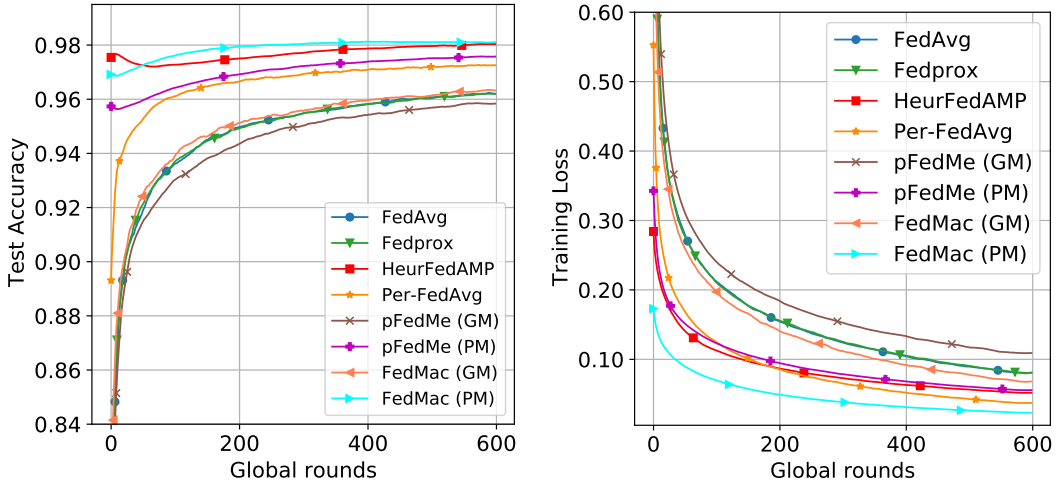 Test Accuracy
0.98
0.96
0.94
0.92
0.90
0.88
0.86
0.84
0
200
400
600
Global rounds
FedAvg
Fedprox
HeurFedAMP
Per-FedAvg
pFedMe (GM)
pFedMe (PM)
FedMac (GM)
FedMac (PM)
Training Loss
0.60
0.50
0.40
0.30
0.20
0.10
0
200
400
600
Global rounds
FedAvg
Fedprox
HeurFedAMP
Per-FedAvg
pFedMe (GM)
pFedMe (PM)
FedMac (GM)
FedMac (PM)